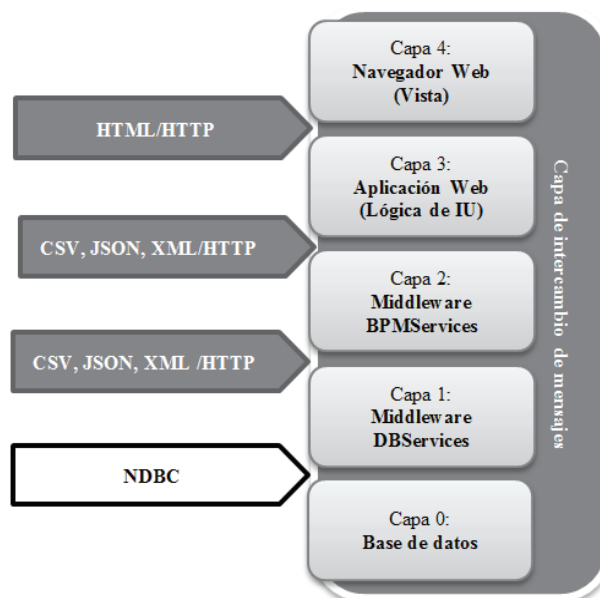 Capa 4:
Navegador Web
(Vista)
HTML/HTTP
Capa 3:
Aplicación Web
(Lógica de IU)
CSV, JSON, XML/HTTP
Capa 2:
Middleware
BPMServices
CSV, JSON, XML /HTTP
Capa 1:
Middleware
DBServices
NDBC
Capa 0:
Base de datos
Capa de intercambio de mensajes